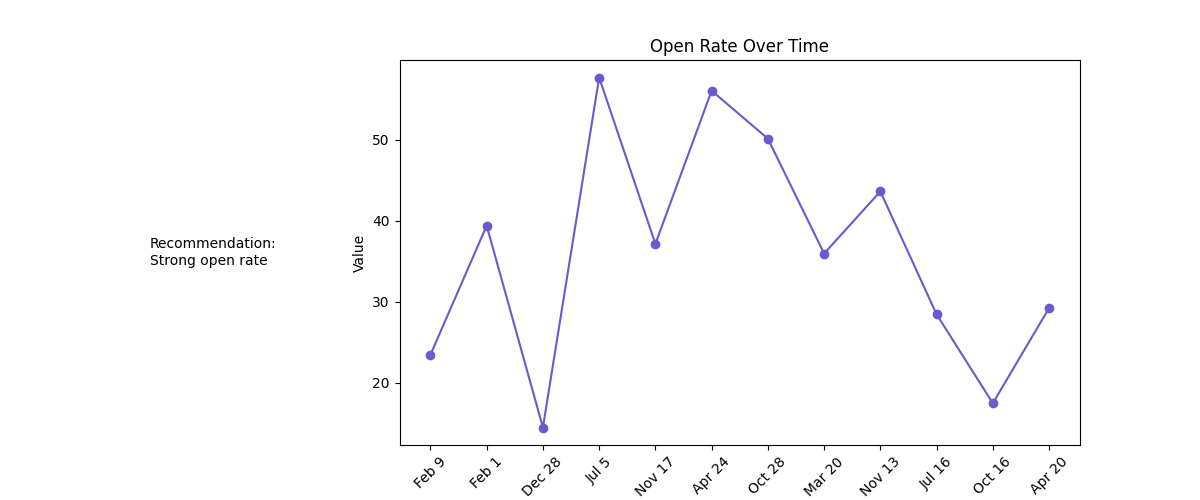 Open Rate Over Time
Recommendation:
Strong open rate
Value
50
40
30
20
Feb 9
Feb 1
Dec 28
Jul 5
Nov 17
Apr 24
Oct 28
Mar 20
Nov 13
Jul 16
Oct 16
Apr 20